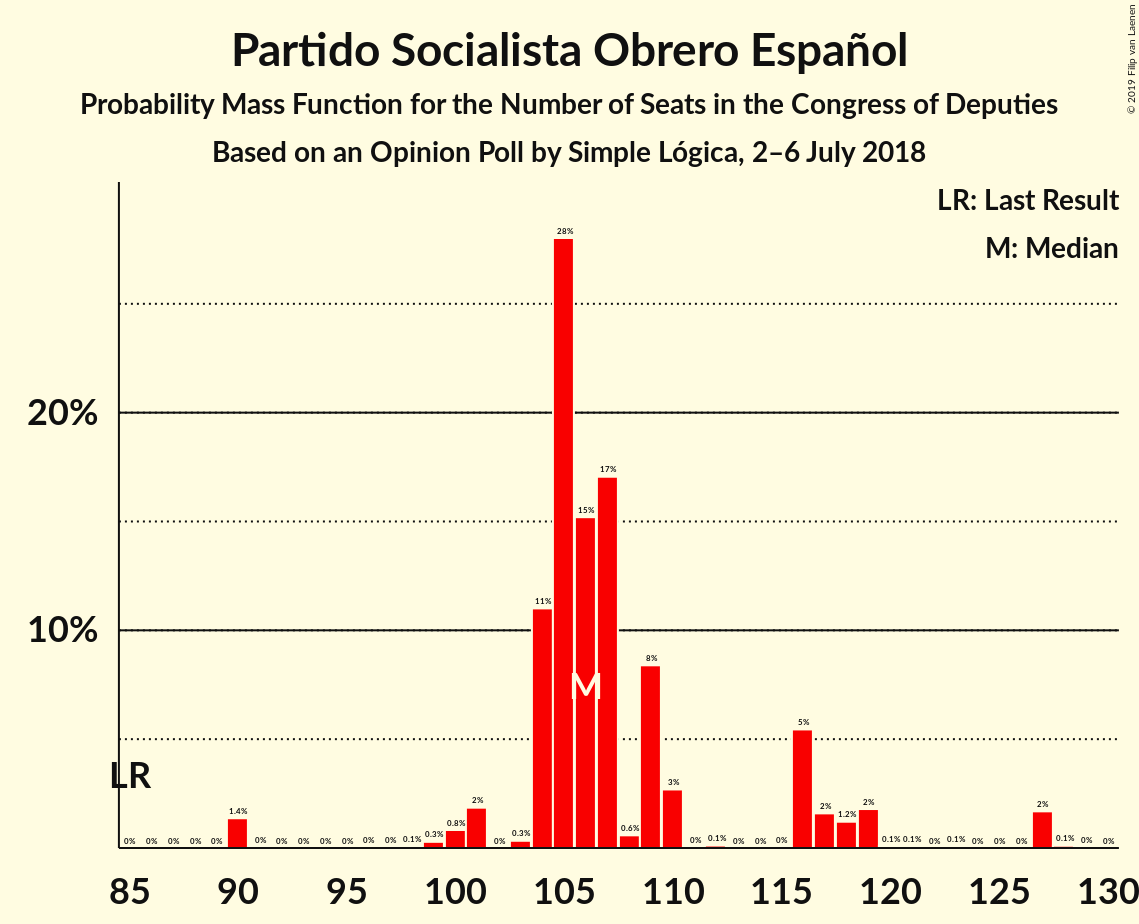 Partido Socialista Obrero Español
Probability Mass Function for the Number of Seats in the Congress of Deputies
Based on an Opinion Poll by Simple Lógica, 2–6 July 2018
© 2019 Filip van Laenen
LR: Last Result
M: Median
20%
10%
LR
M
0% 0% 0% 0% 0% 1.4% 0% 0% 0% 0% 0% 0% 0% 0.1% 0.3% 0.8% 2% 0% 0.3% 11% 28% 15% 17% 0.6% 8% 3% 0% 0.1% 0% 0% 0% 5% 2% 1.2% 2% 0.1% 0.1% 0% 0.1% 0% 0% 0% 2% 0.1% 0% 0%
85 90 95 100 105 110 115 120 125 130